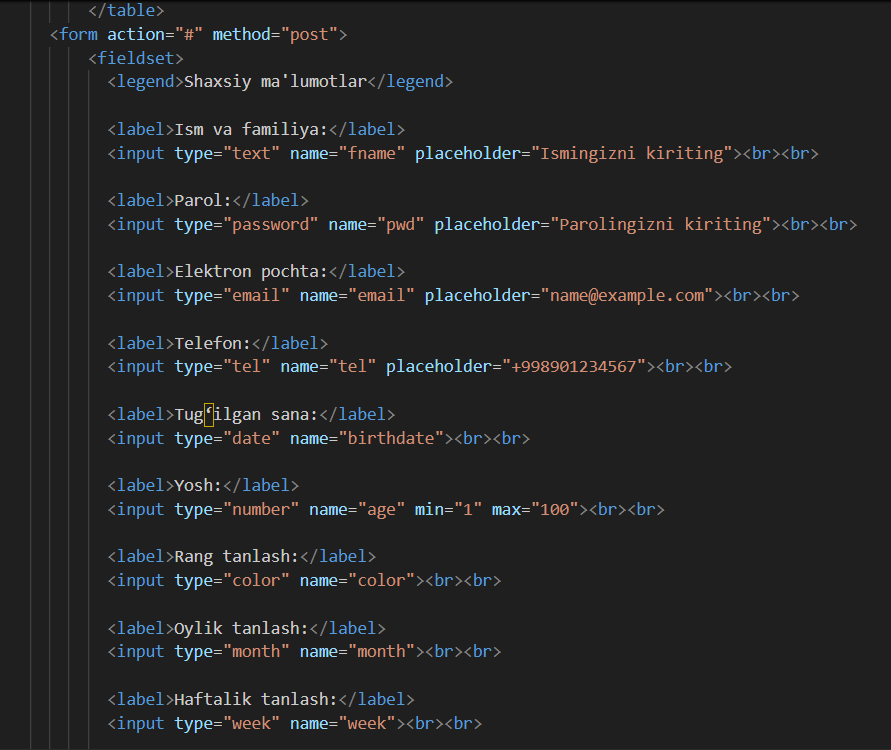 </table>
<form action="#" method="post">
<fieldset>
<legend>Shaxsiy ma'lumotlar</legend>
<label>Ism va familiya:</label>
<input type="text" name="fname" placeholder="Ismingizni kiriting"><br><br>
<label>Parol:</label>
<input type="password" name="pwd" placeholder="Parolingizni kiriting"><br><br>
<label>Elektron pochta:</label>
<input type="email" name="email" placeholder="name@example.com"><br><br>
<label>Telefon:</label>
<input type="tel" name="tel" placeholder="+998901234567"><br><br>
<label>Tug‘ilgan sana:</label>
<input type="date" name="birthdate"><br><br>
<label>Yosh:</label>
<input type="number" name="age" min="1" max="100"><br><br>
<label>Rang tanlash:</label>
<input type="color" name="color"><br><br>
<label>Oylik tanlash:</label>
<input type="month" name="month"><br><br>
<label>Haftalik tanlash:</label>
<input type="week" name="week"><br><br>